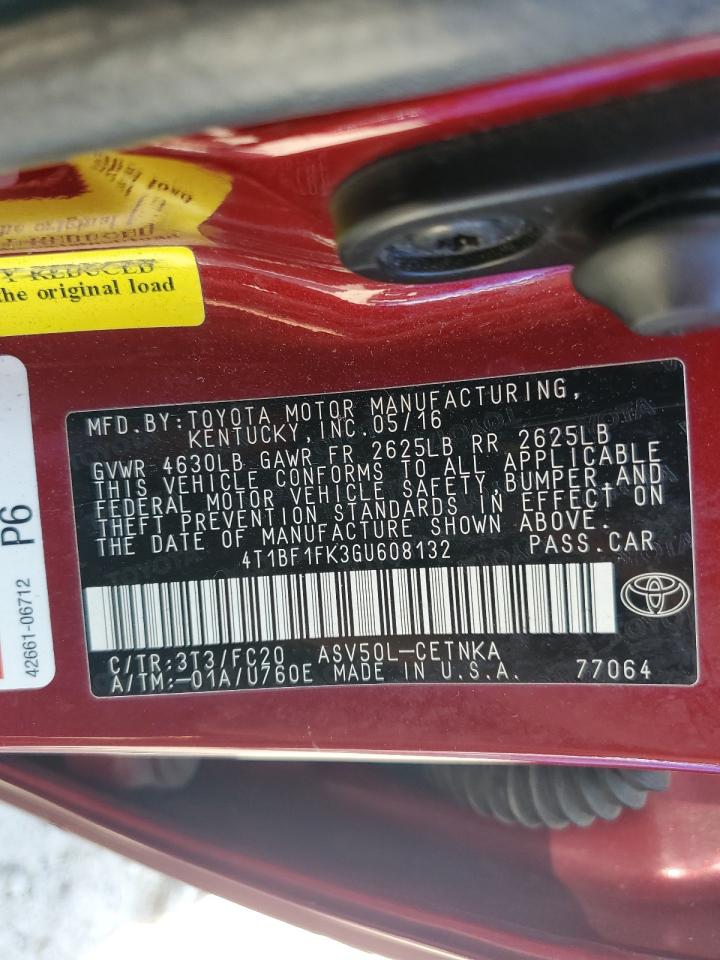 Y REDUCED
the original load
P6
42661-06712
MFD.BY:TOYOTA MOTOR MANUFACTURING,
KENTUCKY,INC.05/16
GVWR 4630LB GAWR FR 2625LB RR 2625LB
THIS VEHICLE CONFORMS TO ALL APPLICABLE
FEDERAL MOTOR VEHICLE SAFETY,BUMPER,AND
THEFT PREVENTION STANDARDS IN EFFECT ON
THE DATE OF MANUFACTURE SHOWN ABOVE.
4T1BF1FK3GU608132 PASS.CAR
C/TR:3T3/FC20 ASV50L-CETNKA
A/TM:-01A/U760E MADE IN U.S.A. 77064